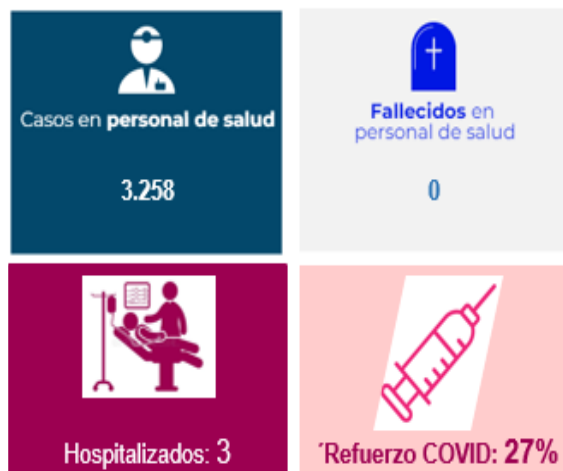 Casos en personal de salud
3.258
Fallecidos en
personal de salud
0
Hospitalizados: 3
´Refuerzo COVID: 27%